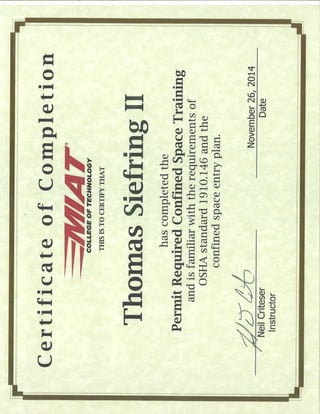 Certificate of Completion
MIAT
COLLEGE OF TECHNOLOGY
THIS IS TO CERTIFY THAT
Thomas Siefring II
has completed the
Permit Required Confined Space Training
and is familiar with the requirements of
OSHA standard 1910.146 and the
confined space entry plan.
Neil Criteser
Instructor
November 26, 2014
Date